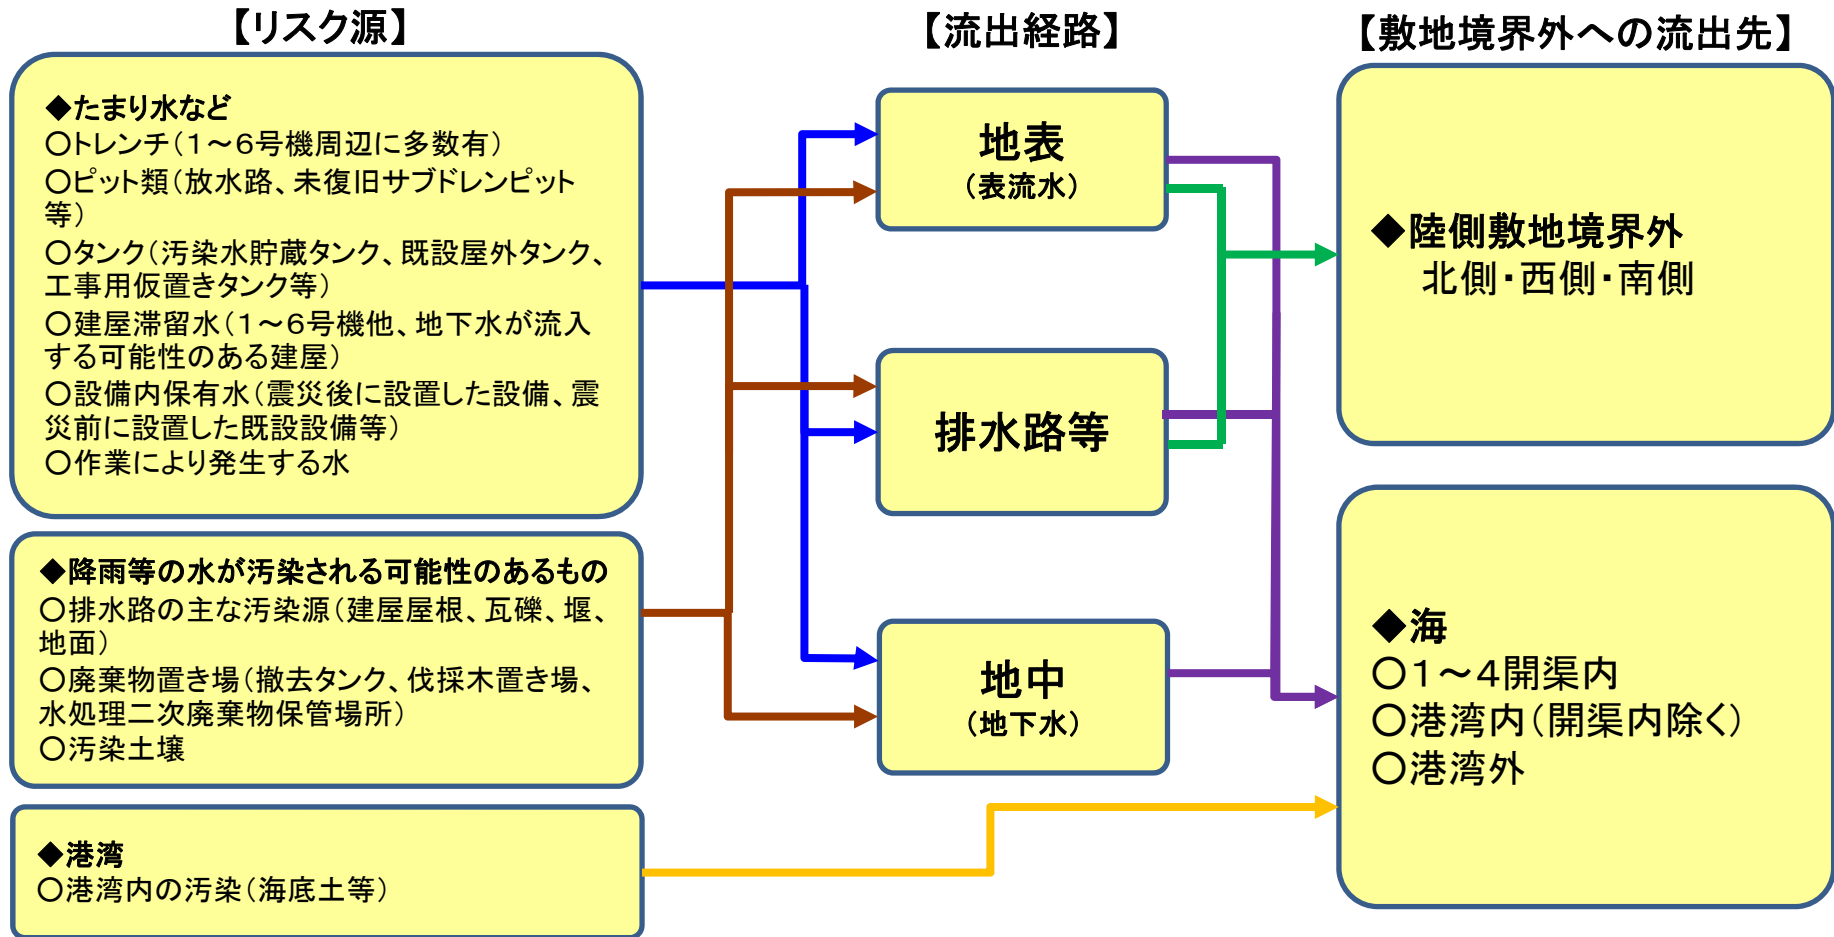 【リスク源】
◆たまり水など
○トレンチ（１～６号機周辺に多数有）
○ピット類（放水路、未復旧サブドレンピット
等）
○タンク（汚染水貯蔵タンク、既設屋外タンク、
工事用仮置きタンク等）
○建屋滞留水（１～６号機他、地下水が流入
する可能性のある建屋）
○設備内保有水（震災後に設置した設備、震
災前に設置した既設設備等）
○作業により発生する水
◆降雨等の水が汚染される可能性のあるもの
○排水路の主な汚染源（建屋屋根、瓦礫、堰、
地面）
○廃棄物置き場（撤去タンク、伐採木置き場、
水処理二次廃棄物保管場所）
○汚染土壌
◆港湾
○港湾内の汚染（海底土等）
【流出経路】
地表
（表流水）
排水路等
地中
（地下水）
【敷地境界外への流出先】
◆陸側敷地境界外
北側・西側・南側
◆海
○１～４開渠内
○港湾内（開渠内除く）
○港湾外